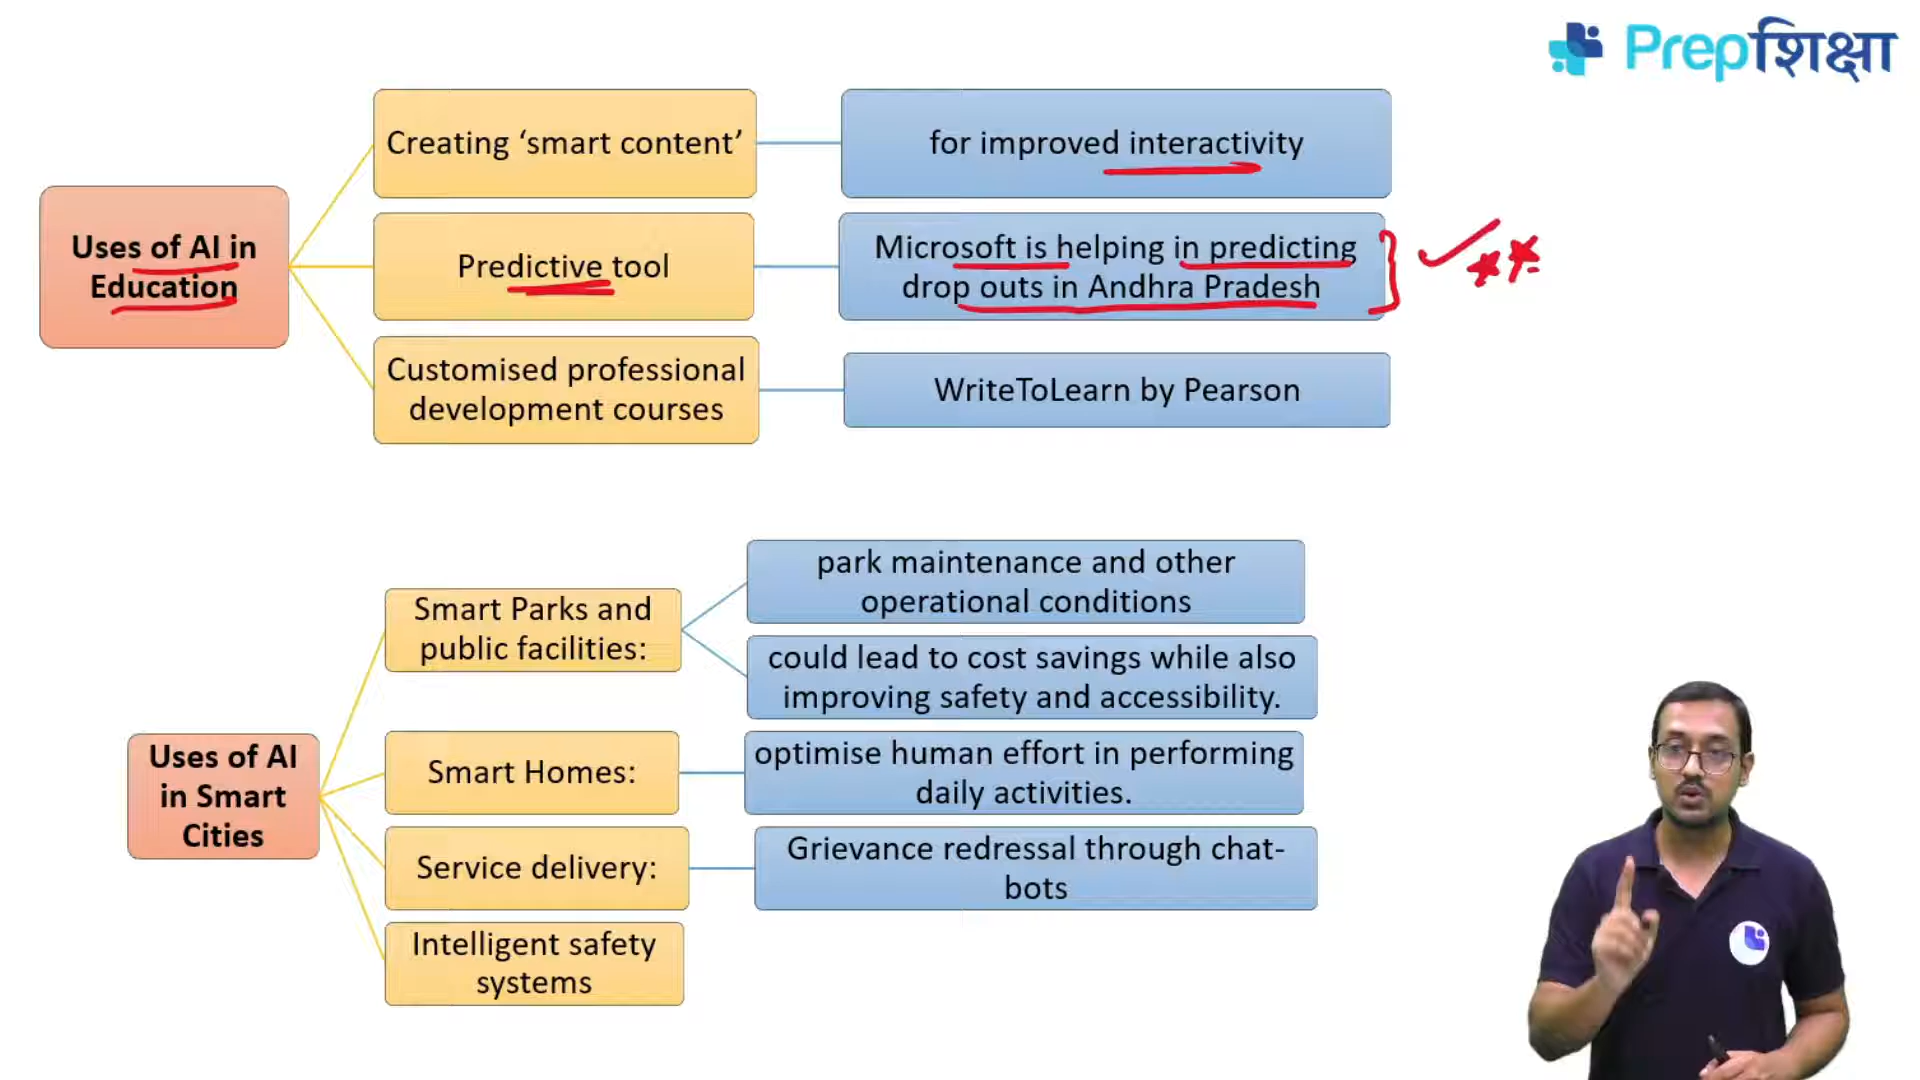 Prepशिक्षा
Creating ‘smart content’
for improved interactivity
Uses of AI in
Education
Predictive tool
Microsoft is helping in predicting
drop outs in Andhra Pradesh
Customised professional
development courses
WriteToLearn by Pearson
Smart Parks and
public facilities:
park maintenance and other
operational conditions
could lead to cost savings while also
improving safety and accessibility.
Uses of AI
in Smart
Cities
Smart Homes:
optimise human effort in performing
daily activities.
Service delivery:
Grievance redressal through chat-
bots
Intelligent safety
systems